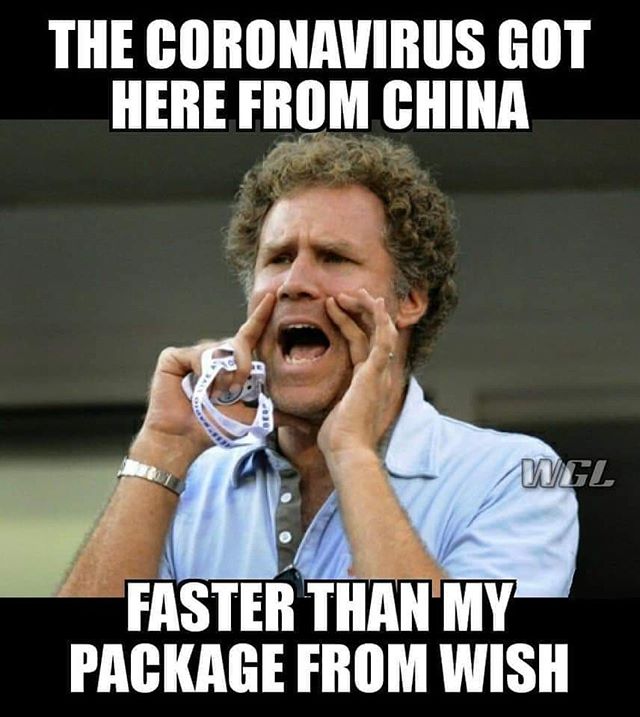 THE CORONAVIRUS GOT
HERE FROM CHINA
WGL
FASTER THAN MY
PACKAGE FROM WISH